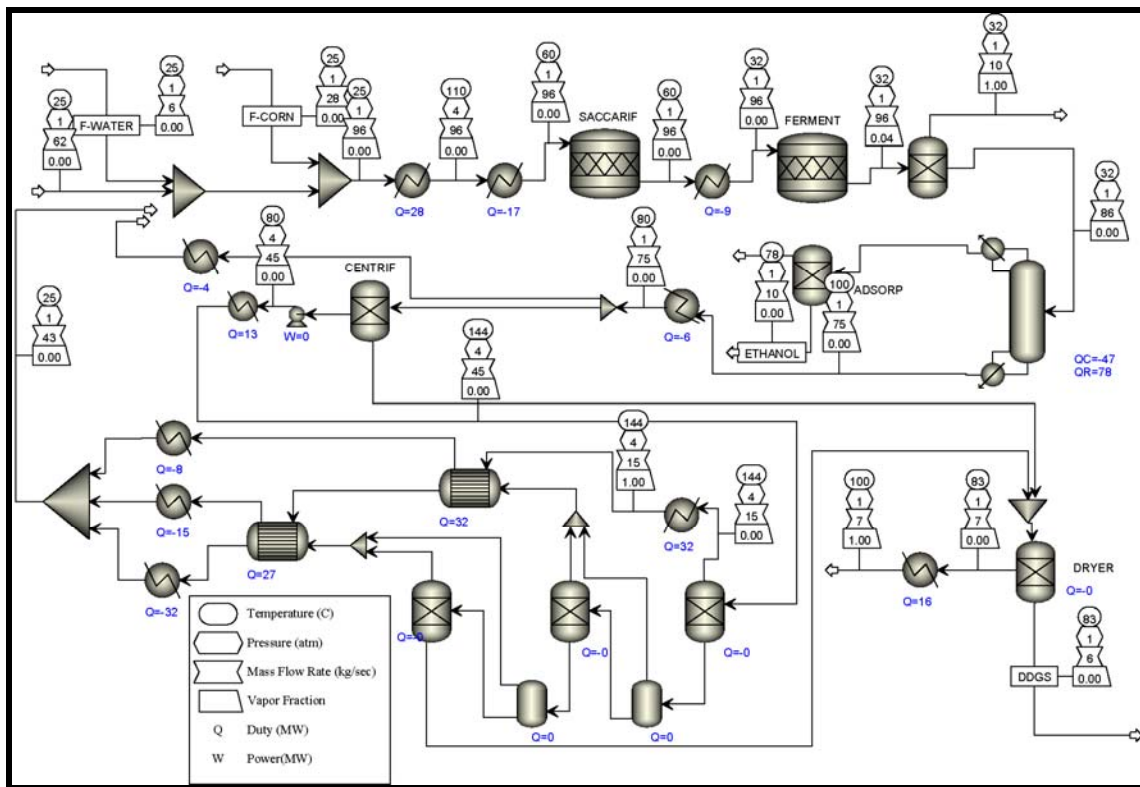 25
1
62
0.00
F-WATER
25
1
6
0.00
F-CORN
25
1
28
0.00
25
1
96
0.00
110
4
96
0.00
60
1
96
0.00
SACCARIF
60
1
96
0.00
32
1
96
0.00
FERMENT
32
1
96
0.04
32
1
10
1.00
32
1
86
0.00
Q=28
Q=-17
Q=-9
Q=-4
80
4
45
0.00
CENTRIF
80
1
75
0.00
78
1
10
0.00
ADSORP
100
1
75
0.00
ETHANOL
QC=-47
QR=78
Q=13
W=0
Q=-6
25
1
43
0.00
144
4
45
0.00
144
4
15
1.00
144
4
15
0.00
Q=-8
Q=-15
Q=-32
Q=32
Q=27
Q=32
100
1
7
1.00
83
1
7
0.00
DRYER
Q=-0
Q=16
Q=-0
Q=-0
Q=-0
Q=0
Q=0
DDGS
83
1
6
0.00
Temperature (C)
Pressure (atm)
Mass Flow Rate (kg/sec)
Vapor Fraction
Q Duty (MW)
W Power(MW)